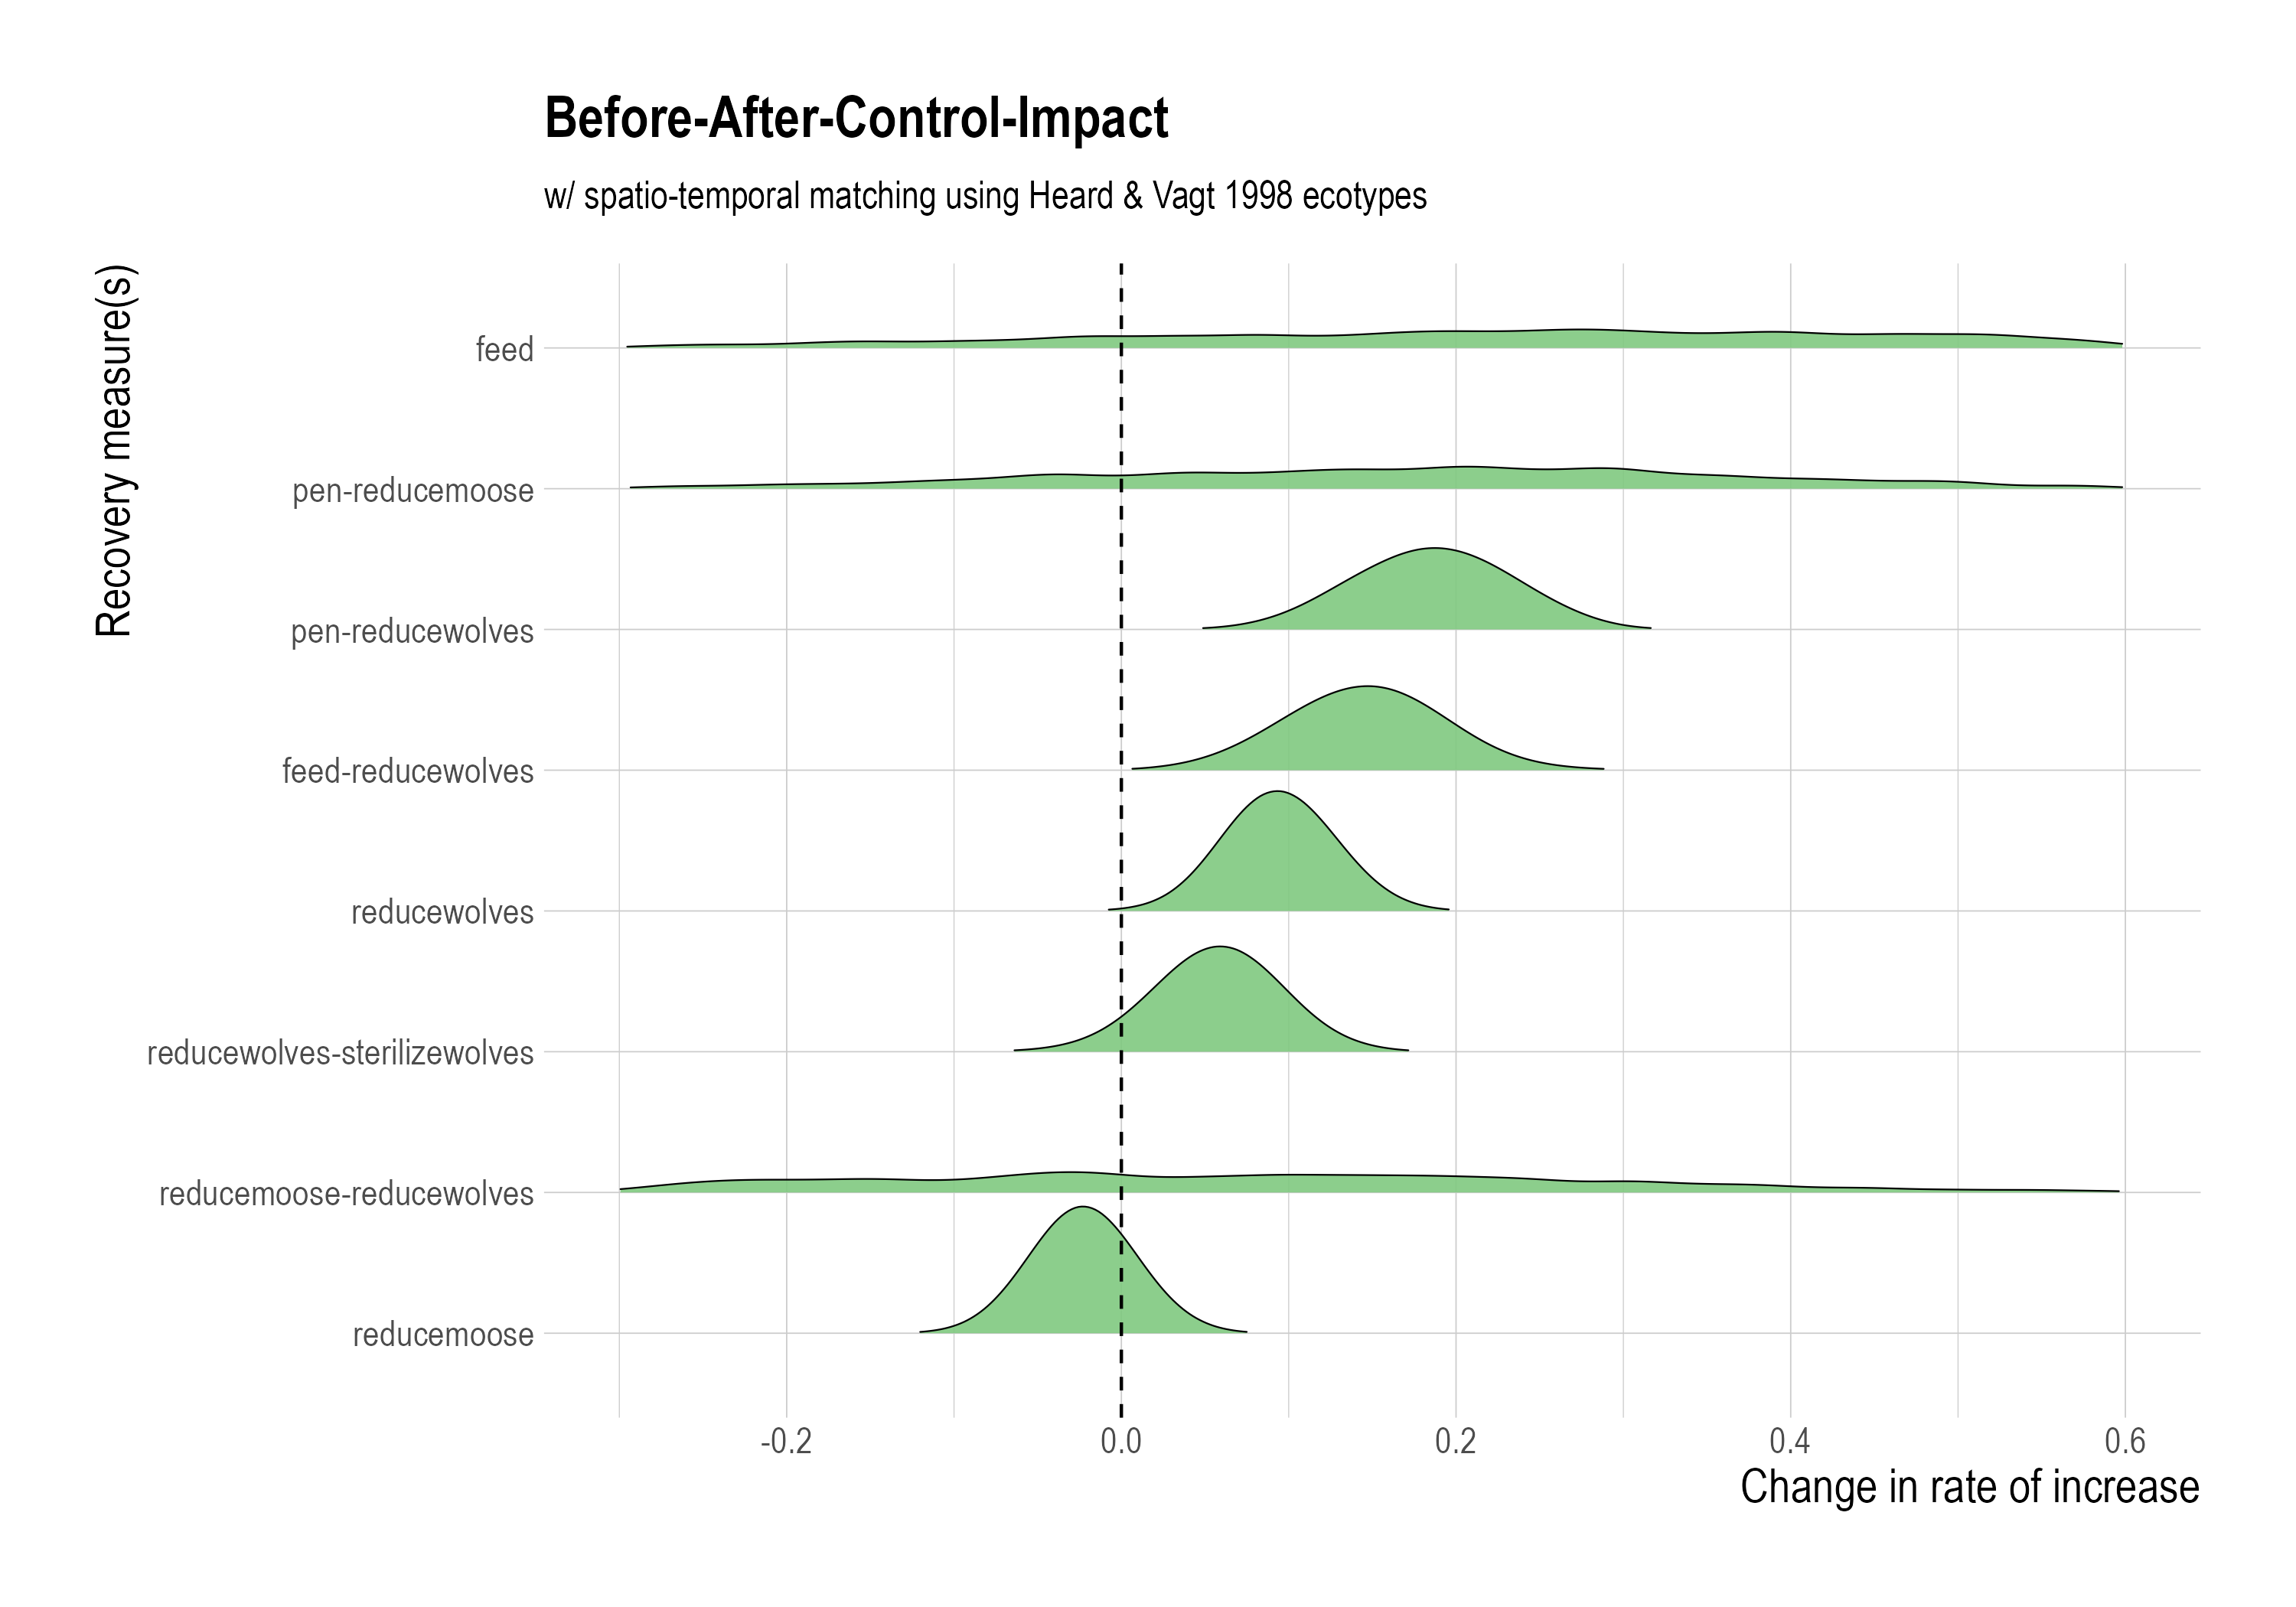 Before-After-Control-Impact
w/ spatio-temporal matching using Heard & Vagt 1998 ecotypes
Recovery measure(s)
feed
pen-reducemoose
pen-reducewolves
feed-reducewolves
reducewolves
reducewolves-sterilizewolves
reducemoose-reducewolves
reducemoose
-0.2 0.0 0.2 0.4 0.6
Change in rate of increase